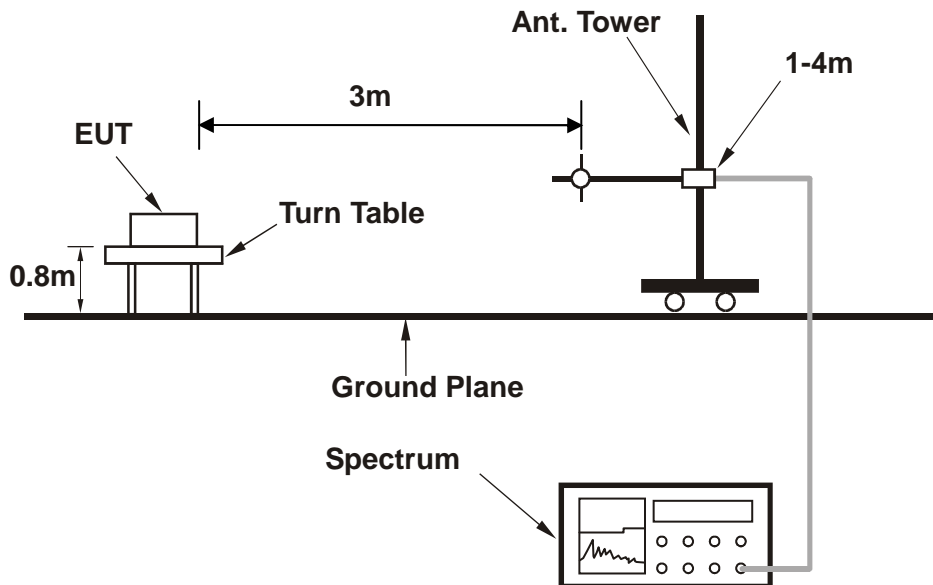 Ant. Tower
1-4m
3m
EUT
Turn Table
0.8m
Ground Plane
Spectrum